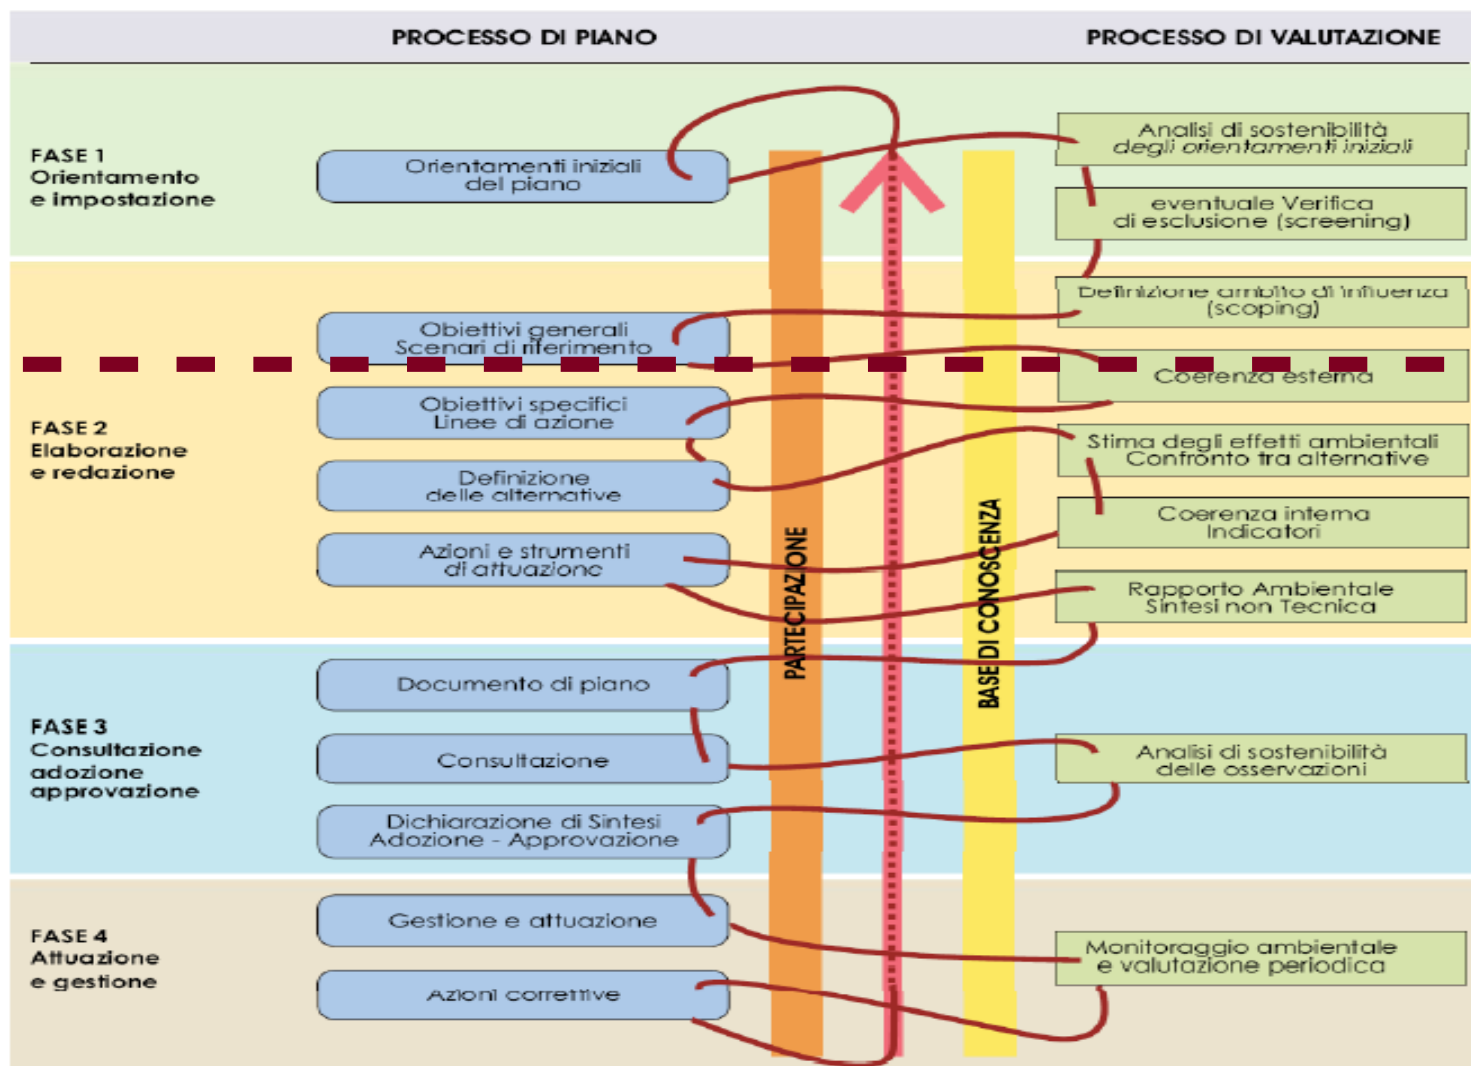 PROCESSO DI PIANO
PROCESSO DI VALUTAZIONE
FASE 1
Orientamento
e impostazione
Orientamenti iniziali
del piano
Analisi di sostenibilità
degli orientamenti iniziali
eventuale Verifica
di esclusione (screening)
FASE 2
Elaborazione
e redazione
Obiettivi generali
Scenari di riferimento
Obiettivi specifici
Linee di azione
Definizione
delle alternative
Azioni e strumenti
di attuazione
Definizione ambito di influenza
(scoping)
Coerenza esterna
Stima degli effetti ambientali
Confronto tra alternative
Coerenza interna
Indicatori
Rapporto Ambientale
Sintesi non Tecnica
PARTECIPAZIONE
BASE DI CONOSCENZA
FASE 3
Consultazione
adozione
approvazione
Documento di piano
Consultazione
Dichiarazione di Sintesi
Adozione - Approvazione
Analisi di sostenibilità
delle osservazioni
FASE 4
Attuazione
e gestione
Gestione e attuazione
Azioni correttive
Monitoraggio ambientale
e valutazione periodica